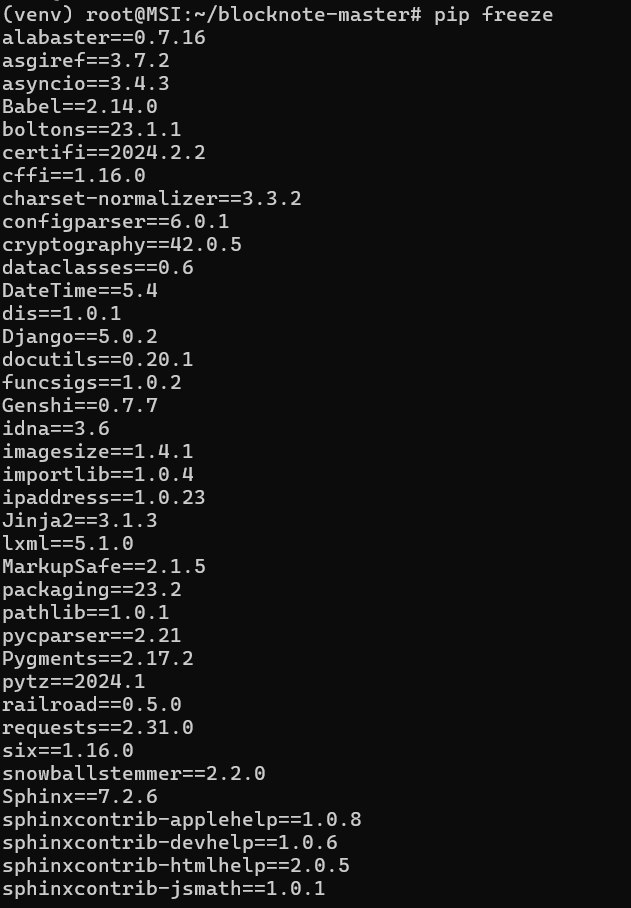 (venv) root@MSI:~/blocknote-master# pip freeze
alabaster==0.7.16
asgiref==3.7.2
asyncio==3.4.3
Babel==2.14.0
boltons==23.1.1
certifi==2024.2.2
cffi==1.16.0
charset-normalizer==3.3.2
configparser==6.0.1
cryptography==42.0.5
dataclasses==0.6
DateTime==5.4
dis==1.0.1
Django==5.0.2
docutils==0.20.1
funcsigs==1.0.2
Genshi==0.7.7
idna==3.6
imagesize==1.4.1
importlib==1.0.4
ipaddress==1.0.23
Jinja2==3.1.3
lxml==5.1.0
MarkupSafe==2.1.5
packaging==23.2
pathlib==1.0.1
pycparser==2.21
Pygments==2.17.2
pytz==2024.1
railroad==0.5.0
requests==2.31.0
six==1.16.0
snowballstemmer==2.2.0
Sphinx==7.2.6
sphinxcontrib-applehelp==1.0.8
sphinxcontrib-devhelp==1.0.6
sphinxcontrib-htmlhelp==2.0.5
sphinxcontrib-jsmath==1.0.1